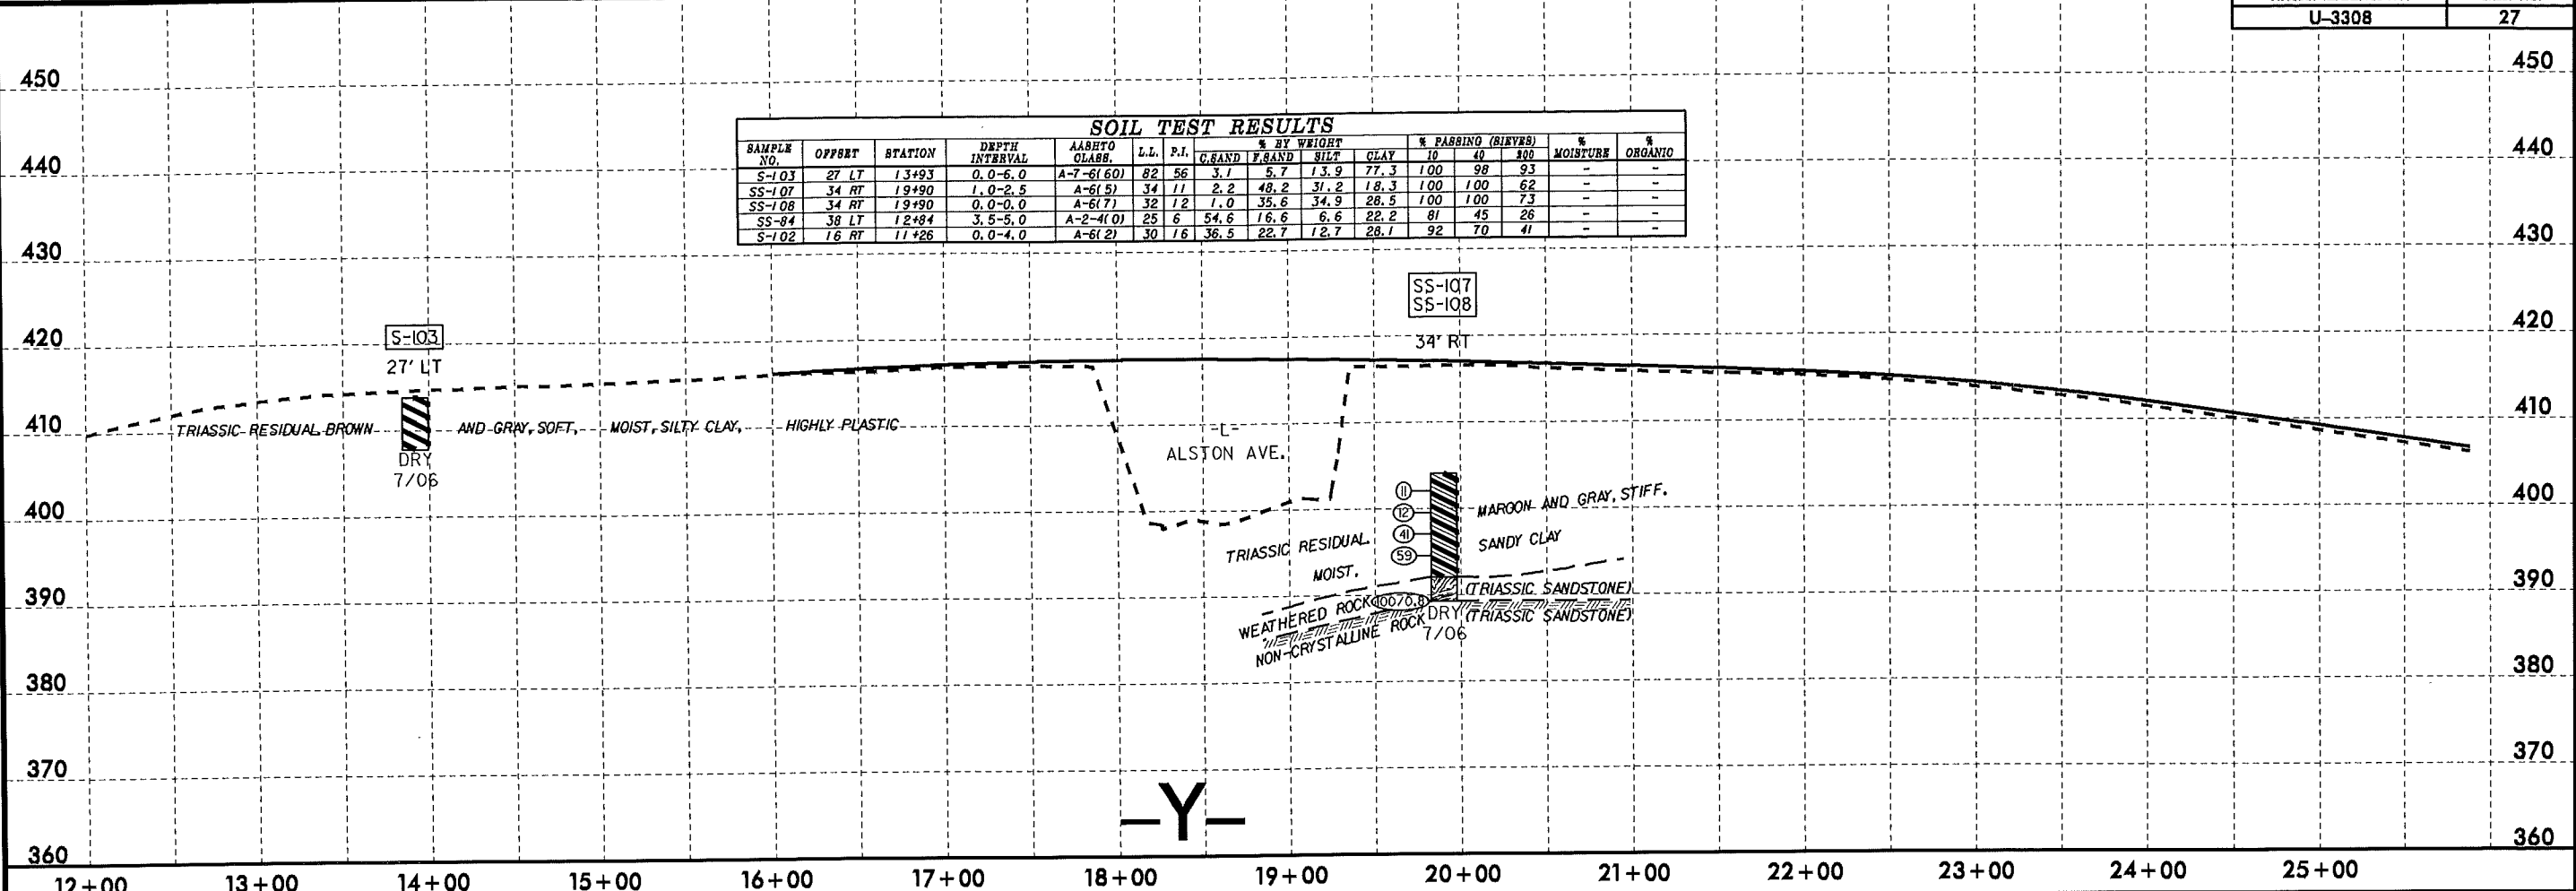 U-3308 27
450 450
SOIL TEST RESULTS
SAMPLE NO. OFFSET STATION DEPTH INTERVAL AASHTO CLASS. L.L. P.I. % BY WEIGHT % PASSING (SIEVES) % MOISTURE % ORGANIC
C.SAND F.SAND SILT CLAY 10 40 200
S-103 27 LT 13+93 0.0-6.0 A-7-6(60) 82 56 3.1 5.7 13.9 77.3 100 98 93 - -
SS-107 34 RT 19+90 1.0-2.5 A-6(5) 34 11 2.2 48.2 31.2 18.3 100 100 62 - -
SS-108 34 RT 19+90 0.0-0.0 A-6(7) 32 12 1.0 35.6 34.9 28.5 100 100 73 - -
SS-84 38 LT 12+84 3.5-5.0 A-2-4(0) 25 6 54.6 16.6 6.6 22.2 81 45 26 - -
S-102 16 RT 11+26 0.0-4.0 A-6(2) 30 16 36.5 22.7 12.7 28.1 92 70 41 - -
440 440
430 430
SS-107
SS-108
420 420
S-103
34' RT
27' LT
410 410
TRIASSIC RESIDUAL BROWN AND GRAY, SOFT, MOIST, SILTY CLAY, HIGHLY PLASTIC
-L-
ALSTON AVE.
DRY
7/06
400 400
11
12
41
59
MAROON AND GRAY, STIFF.
TRIASSIC RESIDUAL. SANDY CLAY
MOIST,
390 390
(TRIASSIC SANDSTONE)
WEATHERED ROCK 100/0.8 DRY (TRIASSIC SANDSTONE)
NON-CRYSTALLINE ROCK 7/06
380 380
370 370
-Y-
360 360
12+00 13+00 14+00 15+00 16+00 17+00 18+00 19+00 20+00 21+00 22+00 23+00 24+00 25+00